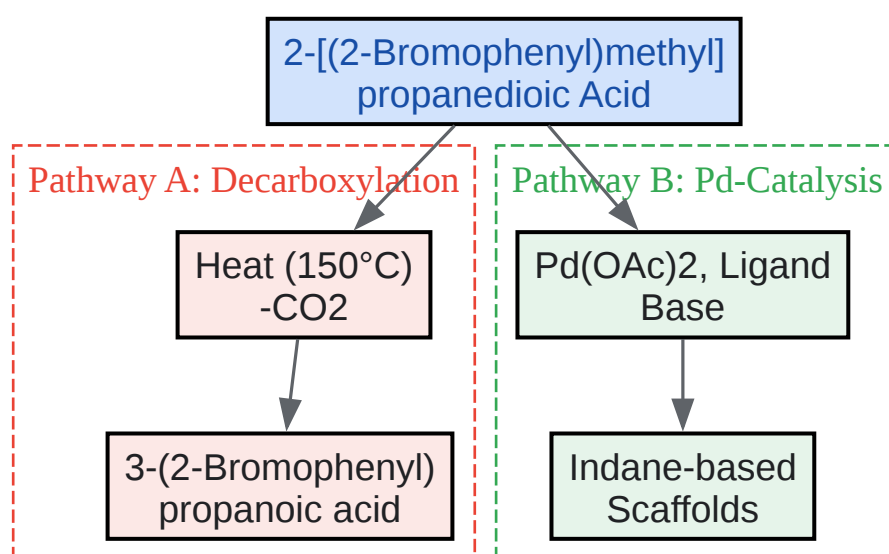 2-[(2-Bromophenyl)methyl]
propanedioic Acid
Pathway A: Decarboxylation
Heat (150°C)
-CO2
3-(2-Bromophenyl)
propanoic acid
Pathway B: Pd-Catalysis
Pd(OAc)2, Ligand
Base
Indane-based
Scaffolds